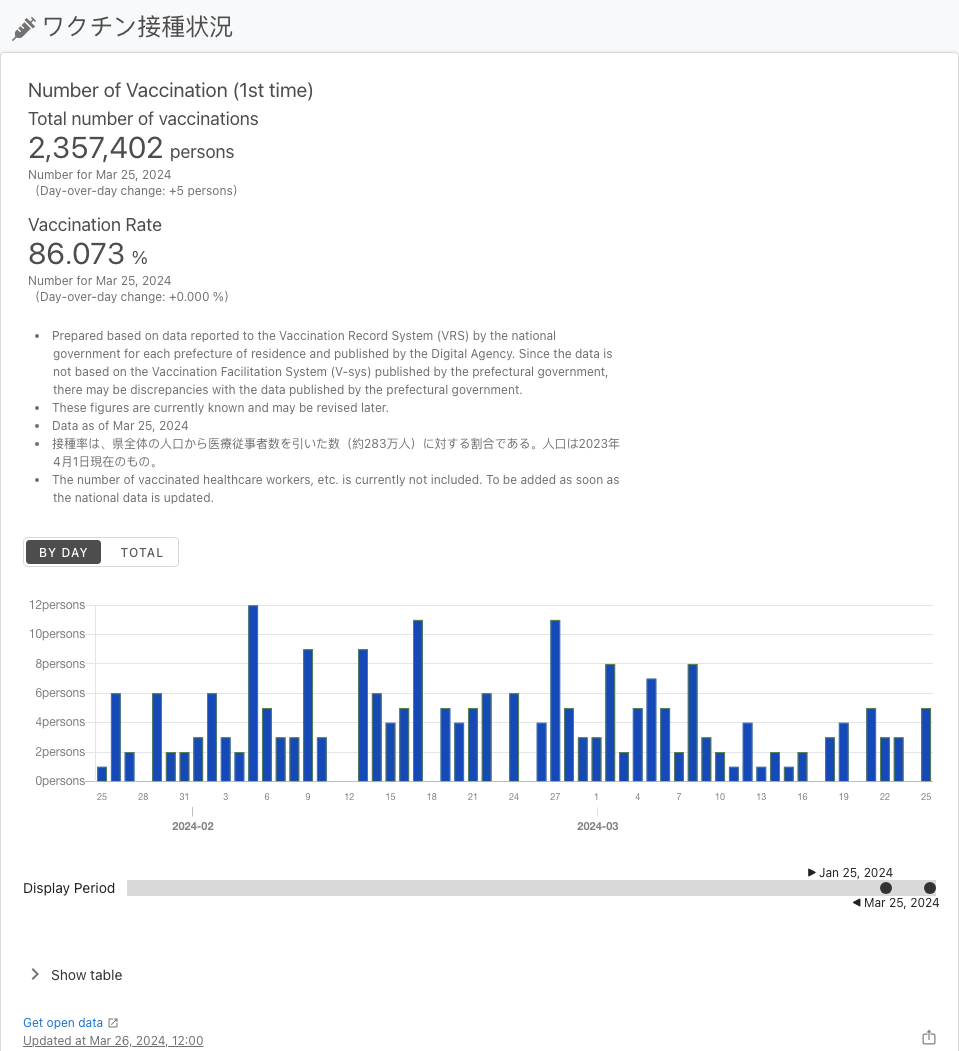 ワクチン接種状況
Number of Vaccination (1st time)
Total number of vaccinations
2,357,402 persons
Number for Mar 25, 2024
（Day-over-day change: +5 persons）
Vaccination Rate
86.073 %
Number for Mar 25, 2024
（Day-over-day change: +0.000 %）
• Prepared based on data reported to the Vaccination Record System (VRS) by the national
government for each prefecture of residence and published by the Digital Agency. Since the data is
not based on the Vaccination Facilitation System (V-sys) published by the prefectural government,
there may be discrepancies with the data published by the prefectural government.
• These figures are currently known and may be revised later.
• Data as of Mar 25, 2024
• 接種率は、県全体の人口から医療従事者数を引いた数（約283万人）に対する割合である。人口は2023年
4月1日現在のもの。
• The number of vaccinated healthcare workers, etc. is currently not included. To be added as soon as
the national data is updated.
BY DAY TOTAL
12persons
10persons
8persons
6persons
4persons
2persons
0persons
25 28 31 3 6 9 12 15 18 21 24 27 1 4 7 10 13 16 19 22 25
2024-02 2024-03
Jan 25, 2024
Display Period
Mar 25, 2024
Show table
Get open data
Updated at Mar 26, 2024, 12:00